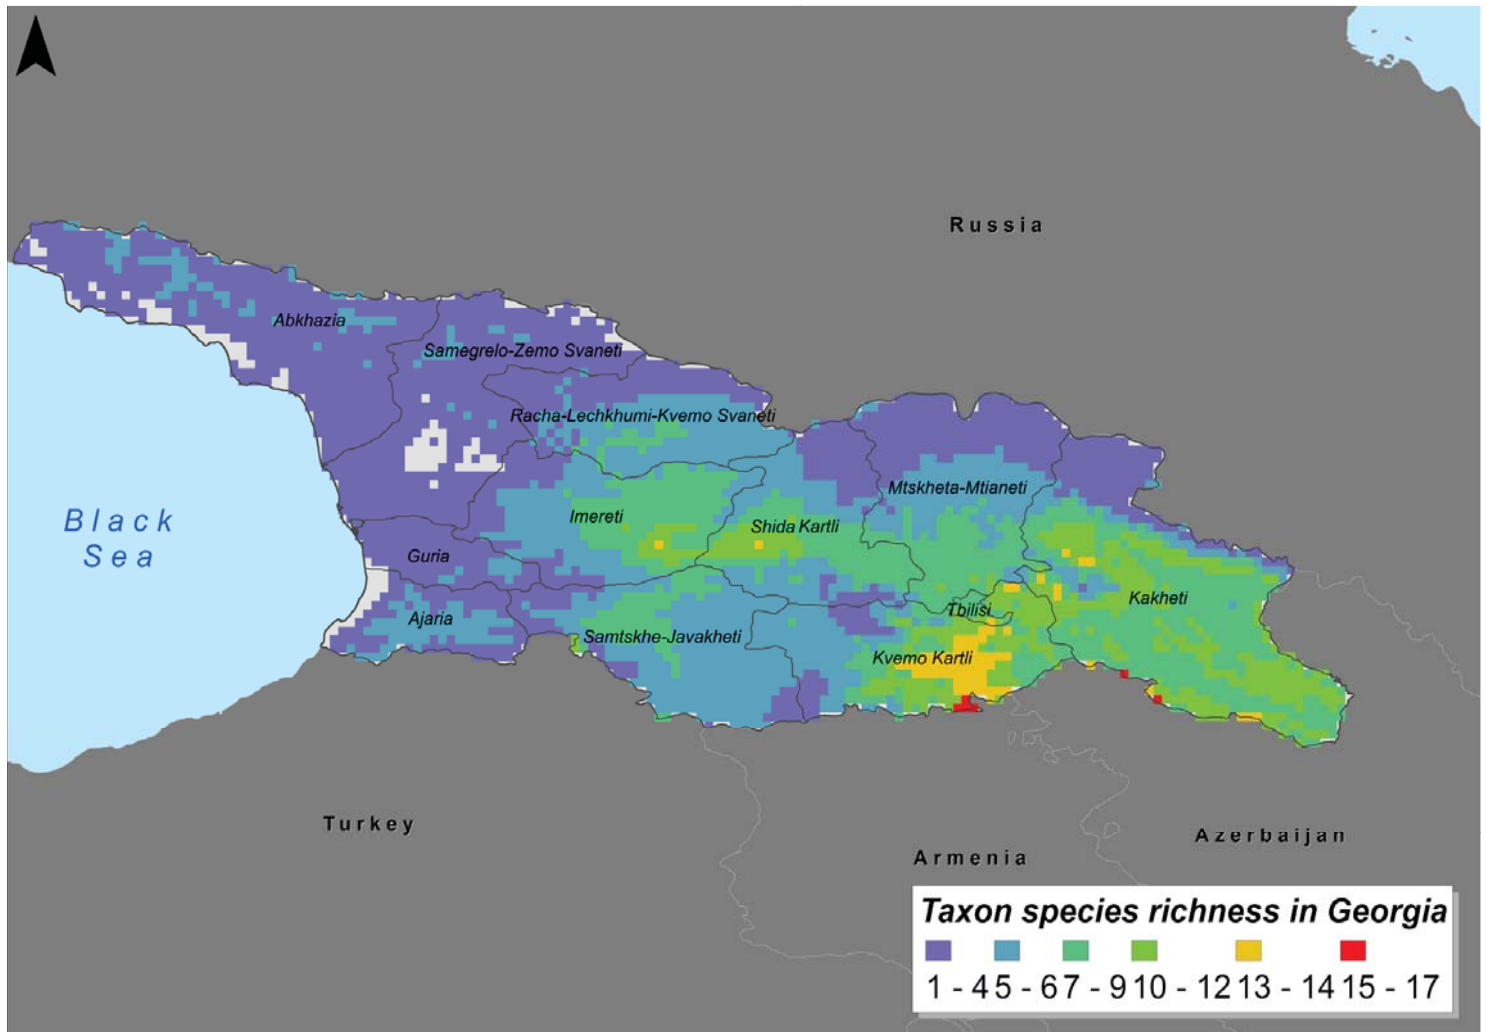 Russia
Abkhazia
Samegrelo-Zemo Svaneti
Racha-Lechkhumi-Kvemo Svaneti
Mtskheta-Mtianeti
Black
Sea
Imereti
Shida Kartli
Guria
Kakheti
Tbilisi
Ajaria
Samtskhe-Javakheti
Kvemo Kartli
Turkey
Azerbaijan
Armenia
Taxon species richness in Georgia
1 - 4 5 - 6 7 - 9 10 - 12 13 - 14 15 - 17